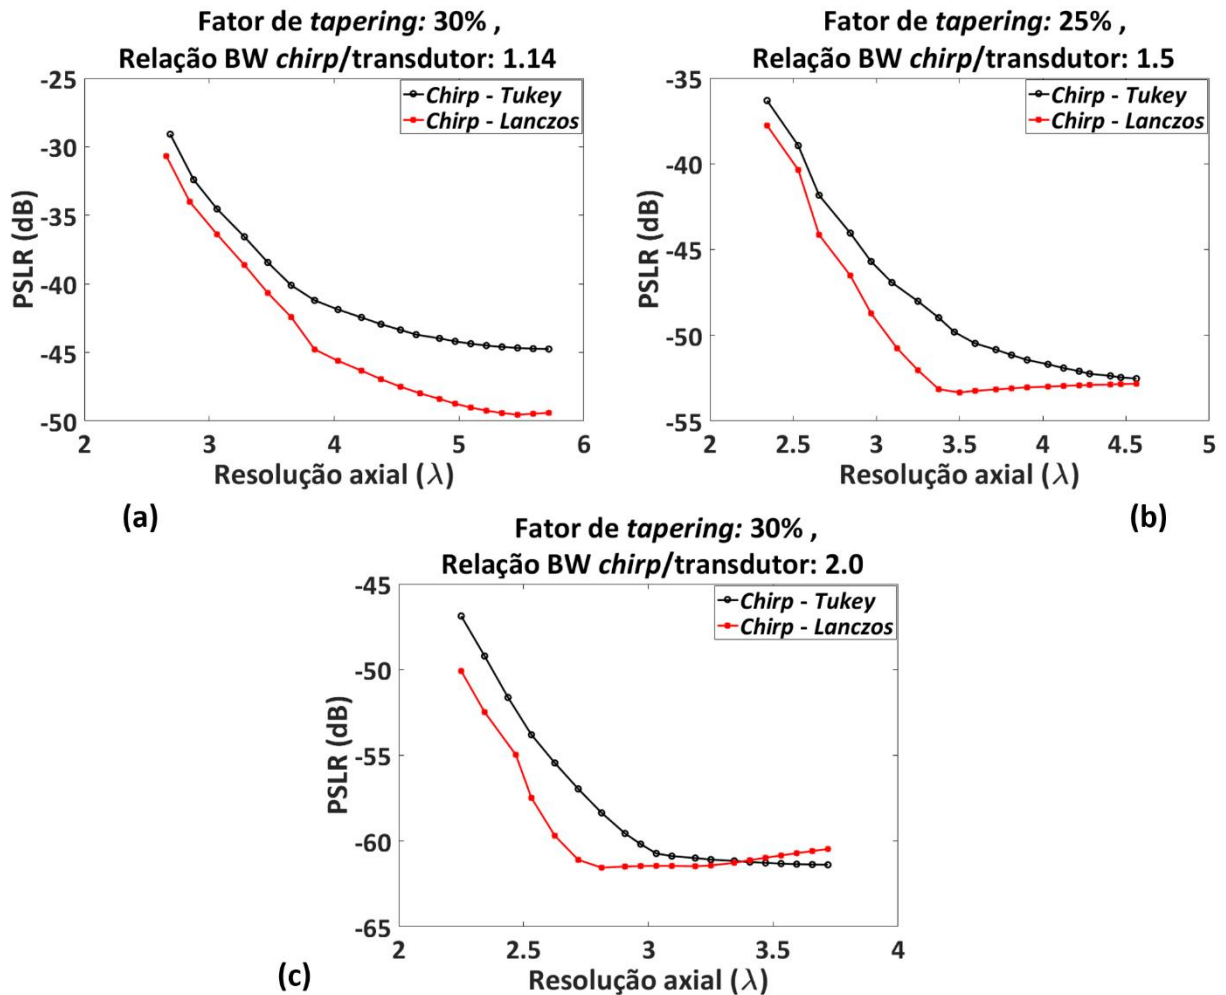 Fator de tapering: 30% ,
Relação BW chirp/transdutor: 1.14
-25
-30
-35
-40
-45
-50
PSLR (dB)
Chirp - Tukey
Chirp - Lanczos
2 3 4 5 6
Resolução axial (λ)
(a)
Fator de tapering: 25% ,
Relação BW chirp/transdutor: 1.5
-35
-40
-45
-50
-55
PSLR (dB)
Chirp - Tukey
Chirp - Lanczos
2 2.5 3 3.5 4 4.5 5
Resolução axial (λ)
(b)
Fator de tapering: 30% ,
Relação BW chirp/transdutor: 2.0
-45
-50
-55
-60
-65
PSLR (dB)
Chirp - Tukey
Chirp - Lanczos
2 2.5 3 3.5 4
Resolução axial (λ)
(c)